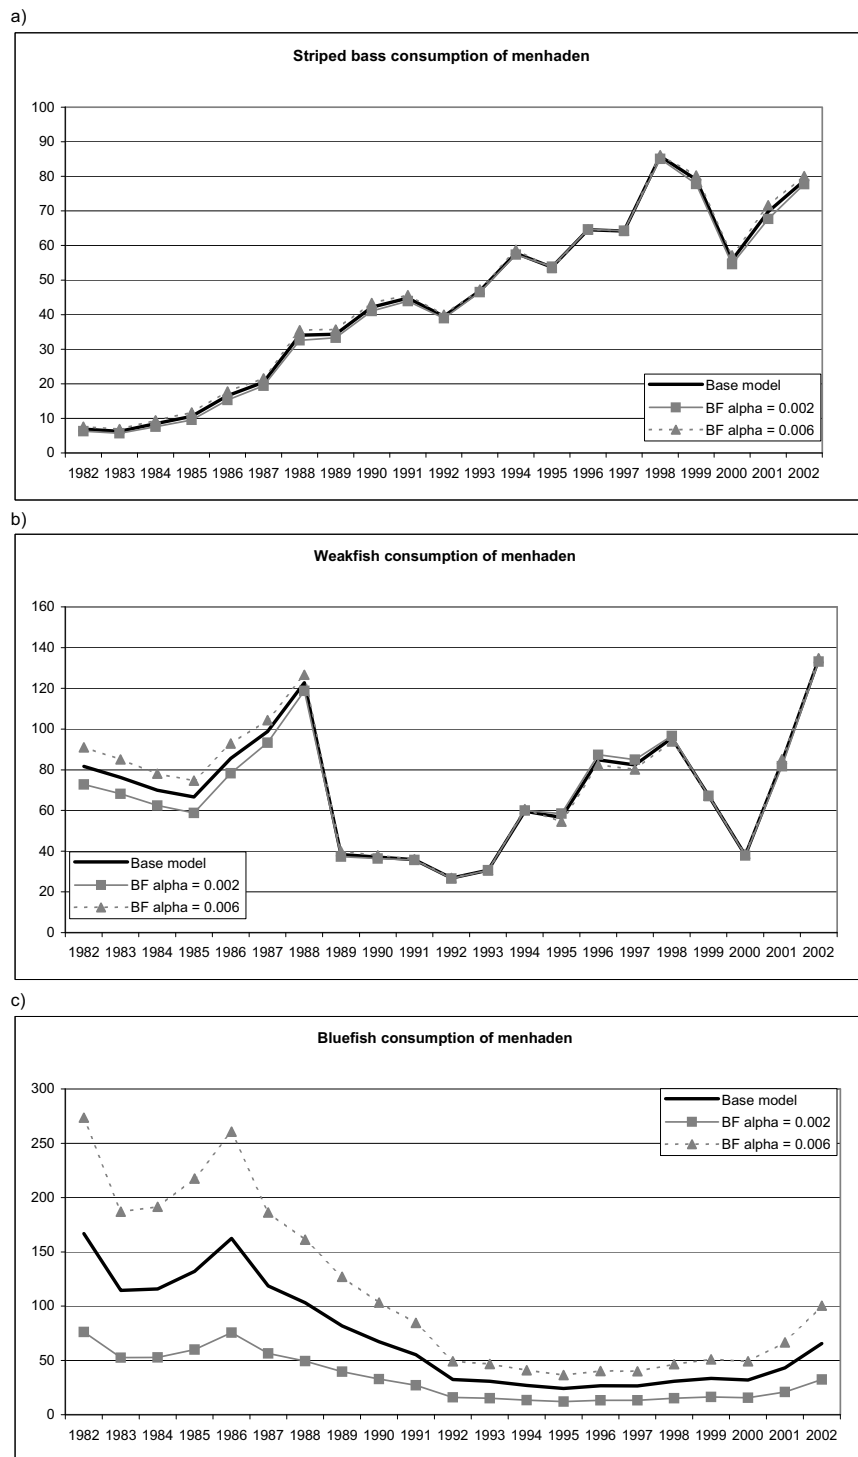 a)
Striped bass consumption of menhaden
100
90
80
70
60
50
40
30
20
10
0
1982 1983 1984 1985 1986 1987 1988 1989 1990 1991 1992 1993 1994 1995 1996 1997 1998 1999 2000 2001 2002
Base model
BF alpha = 0.002
BF alpha = 0.006
b)
Weakfish consumption of menhaden
160
140
120
100
80
60
40
20
0
1982 1983 1984 1985 1986 1987 1988 1989 1990 1991 1992 1993 1994 1995 1996 1997 1998 1999 2000 2001 2002
Base model
BF alpha = 0.002
BF alpha = 0.006
c)
Bluefish consumption of menhaden
300
250
200
150
100
50
0
1982 1983 1984 1985 1986 1987 1988 1989 1990 1991 1992 1993 1994 1995 1996 1997 1998 1999 2000 2001 2002
Base model
BF alpha = 0.002
BF alpha = 0.006